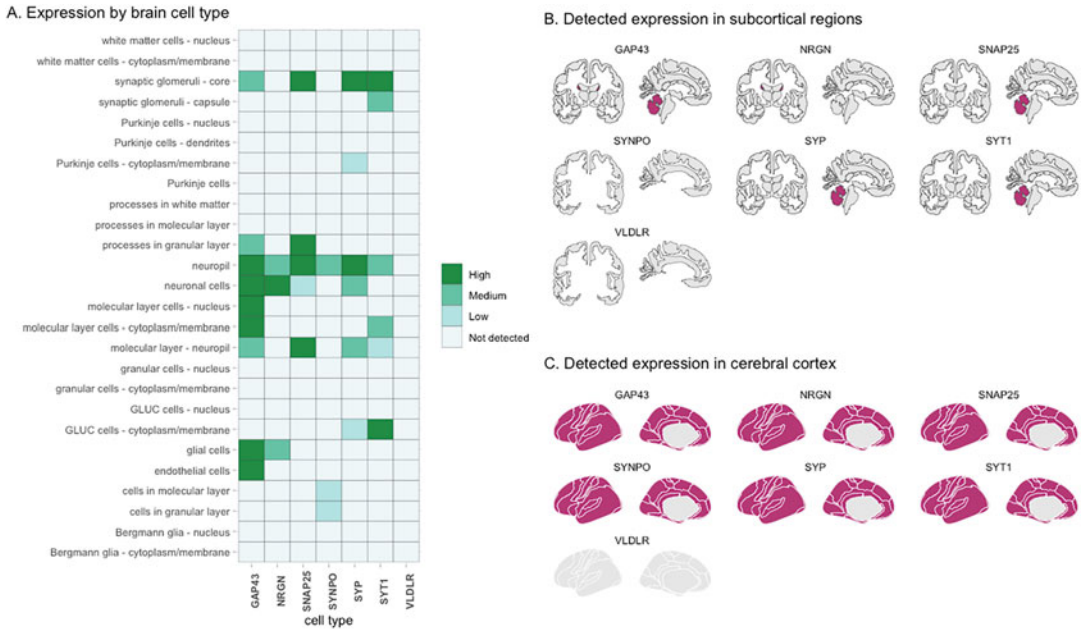 A. Expression by brain cell type
white matter cells - nucleus
white matter cells - cytoplasm/membrane
synaptic glomeruli - core
synaptic glomeruli - capsule
Purkinje cells - nucleus
Purkinje cells - dendrites
Purkinje cells - cytoplasm/membrane
Purkinje cells
processes in white matter
processes in molecular layer
processes in granular layer
neuropil
neuronal cells
molecular layer cells - nucleus
molecular layer cells - cytoplasm/membrane
molecular layer - neuropil
granular cells - nucleus
granular cells - cytoplasm/membrane
GLUC cells - nucleus
GLUC cells - cytoplasm/membrane
glial cells
endothelial cells
cells in molecular layer
cells in granular layer
Bergmann glia - nucleus
Bergmann glia - cytoplasm/membrane
GAP43
NRGN
SNAP25
SYNPO
SYP
SYT1
VLDLR
cell type
High
Medium
Low
Not detected
B. Detected expression in subcortical regions
GAP43 NRGN SNAP25
SYNPO SYP SYT1
VLDLR
C. Detected expression in cerebral cortex
GAP43 NRGN SNAP25
SYNPO SYP SYT1
VLDLR